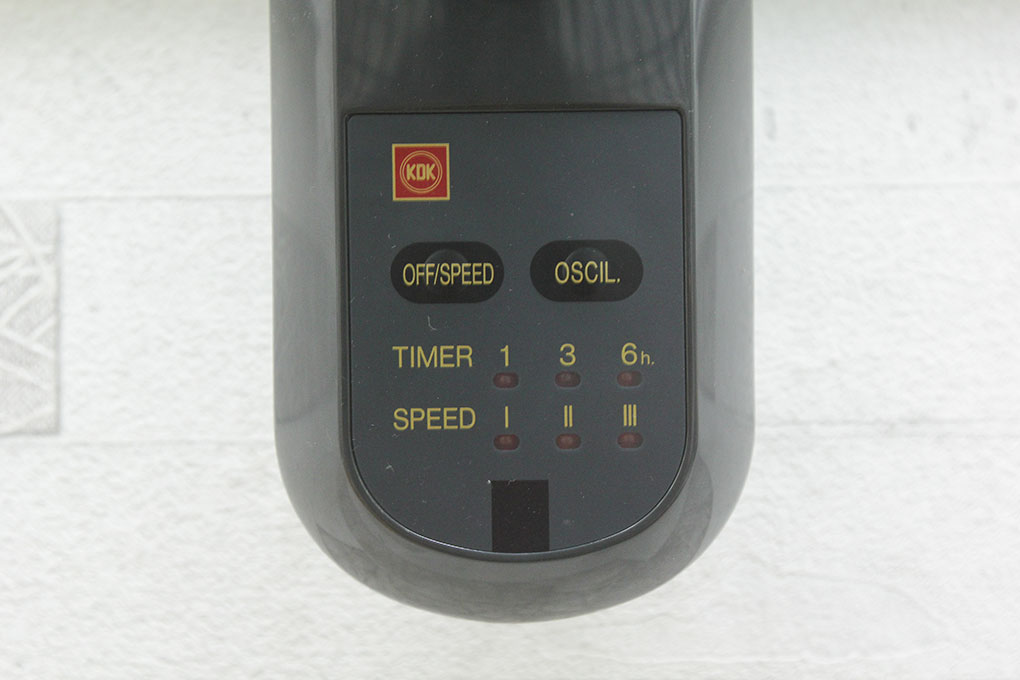 KDK
OFF/SPEED OSCIL.
TIMER 1 3 6h.
SPEED I II III